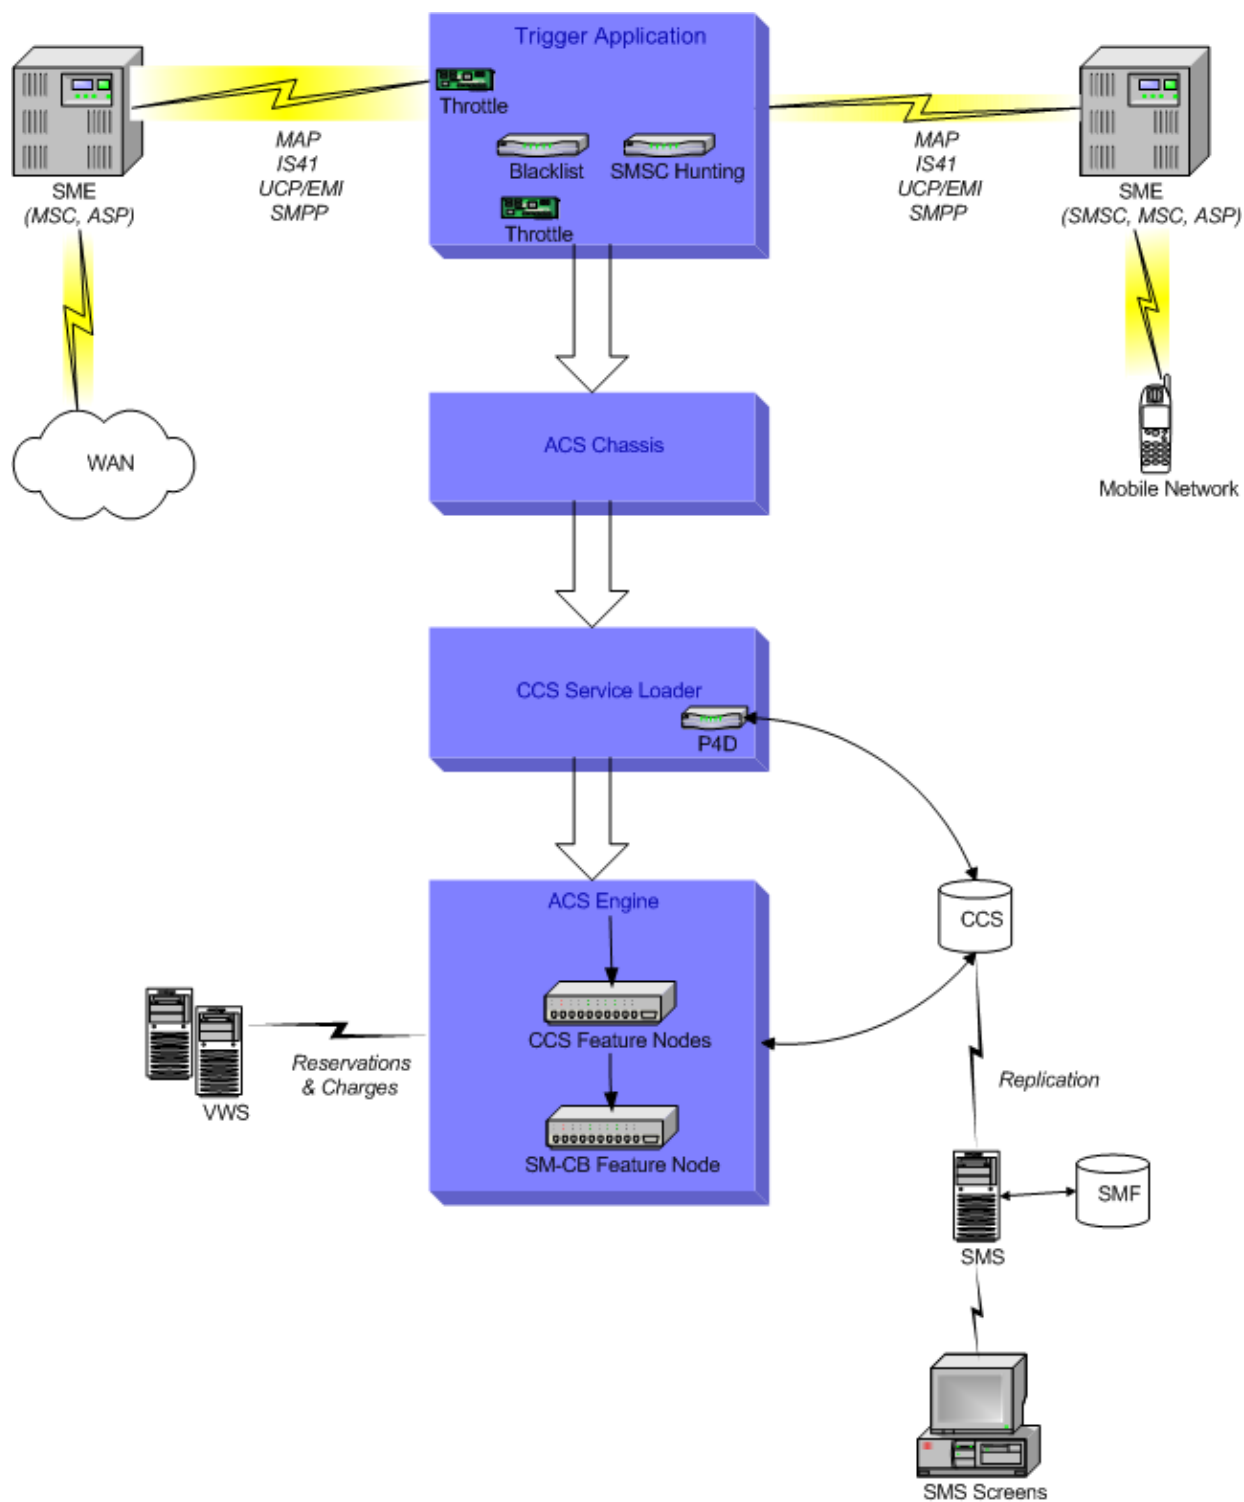 Trigger Application
Throttle
Blacklist
SMSC Hunting
Throttle
SME
(MSC, ASP)
MAP
IS41
UCP/EMI
SMPP
MAP
IS41
UCP/EMI
SMPP
SME
(SMSC, MSC, ASP)
WAN
Mobile Network
ACS Chassis
CCS Service Loader
P4D
ACS Engine
CCS Feature Nodes
SM-CB Feature Node
CCS
VWS
Reservations
& Charges
Replication
SMS
SMF
SMS Screens